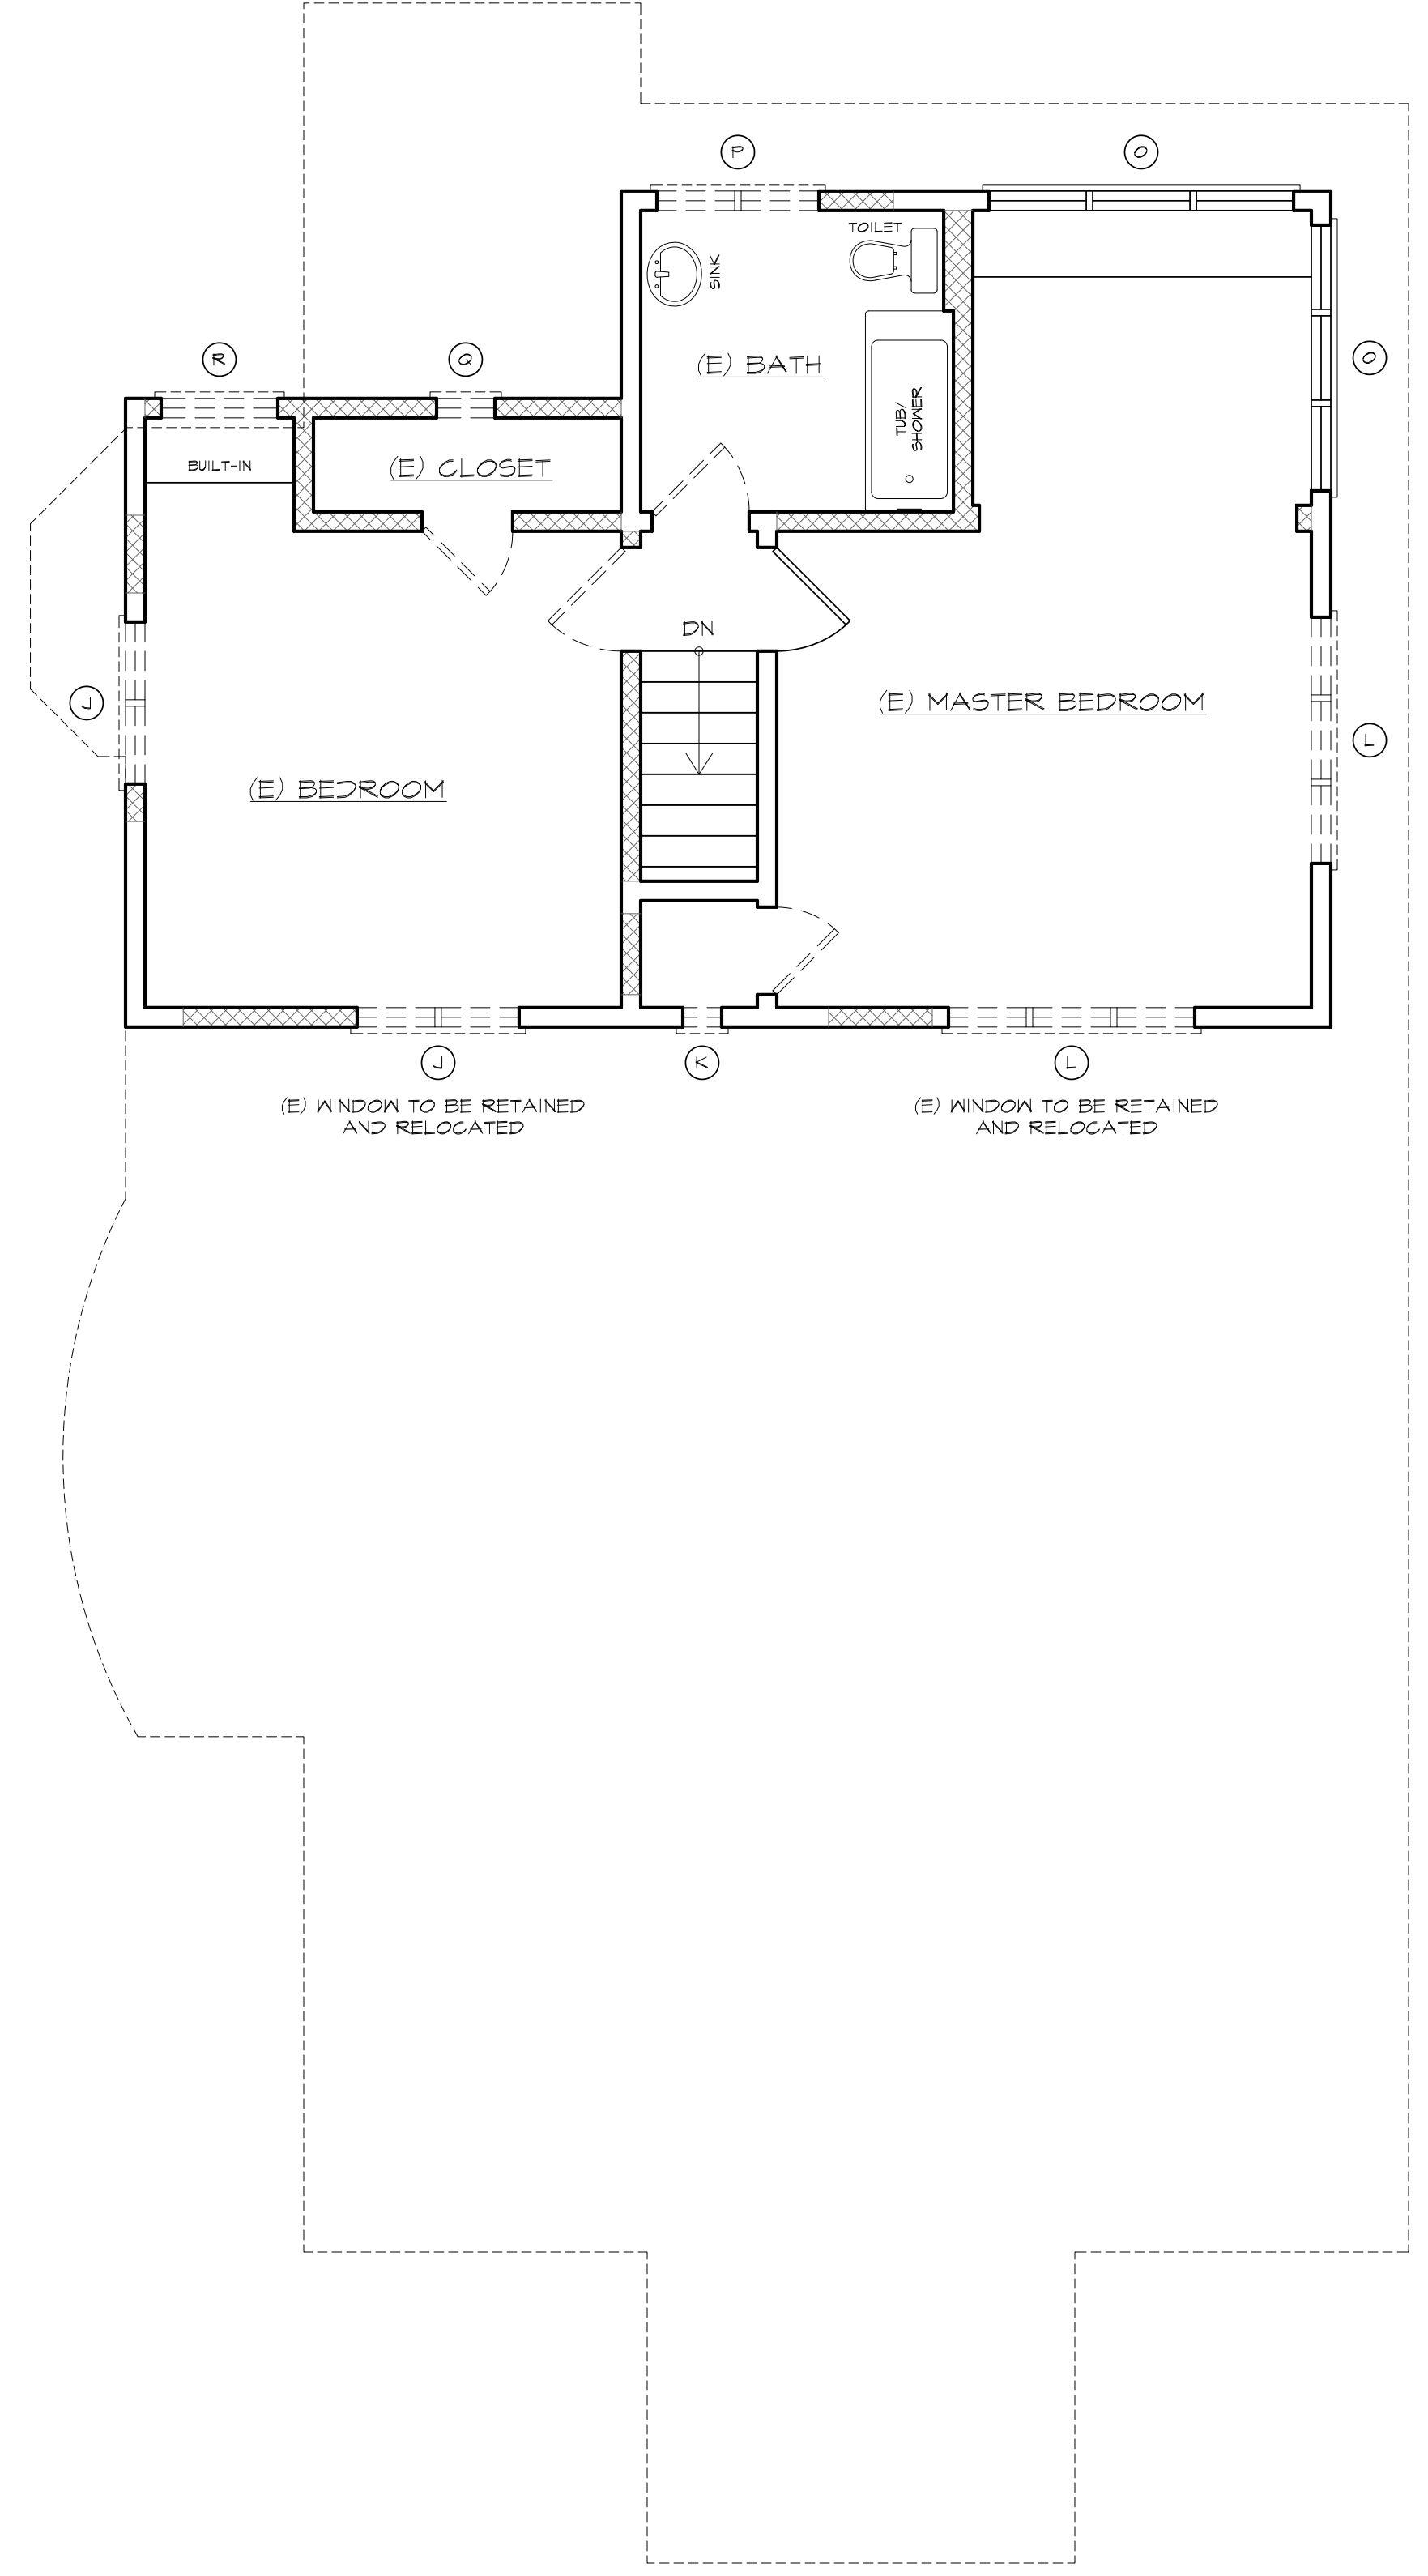 P
O
TOILET
SINK
R
Q
(E) BATH
O
TUB/
SHOWER
BUILT-IN
(E) CLOSET
DN
J
(E) MASTER BEDROOM
L
(E) BEDROOM
J
K
L
(E) WINDOW TO BE RETAINED
AND RELOCATED
(E) WINDOW TO BE RETAINED
AND RELOCATED